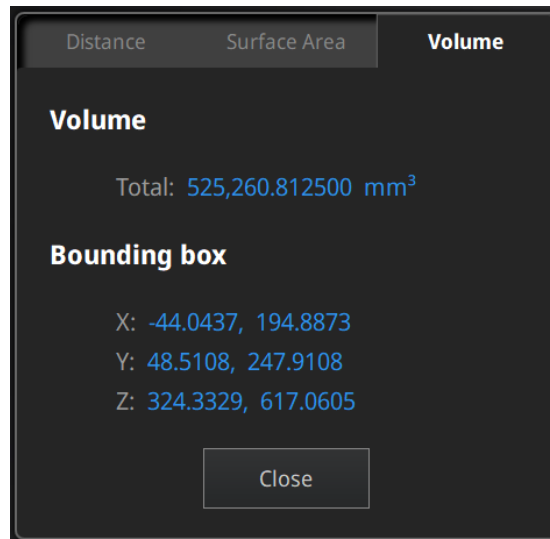 Distance Surface Area Volume
Volume
Total: 525,260.812500 mm³
Bounding box
X: -44.0437, 194.8873
Y: 48.5108, 247.9108
Z: 324.3329, 617.0605
Close